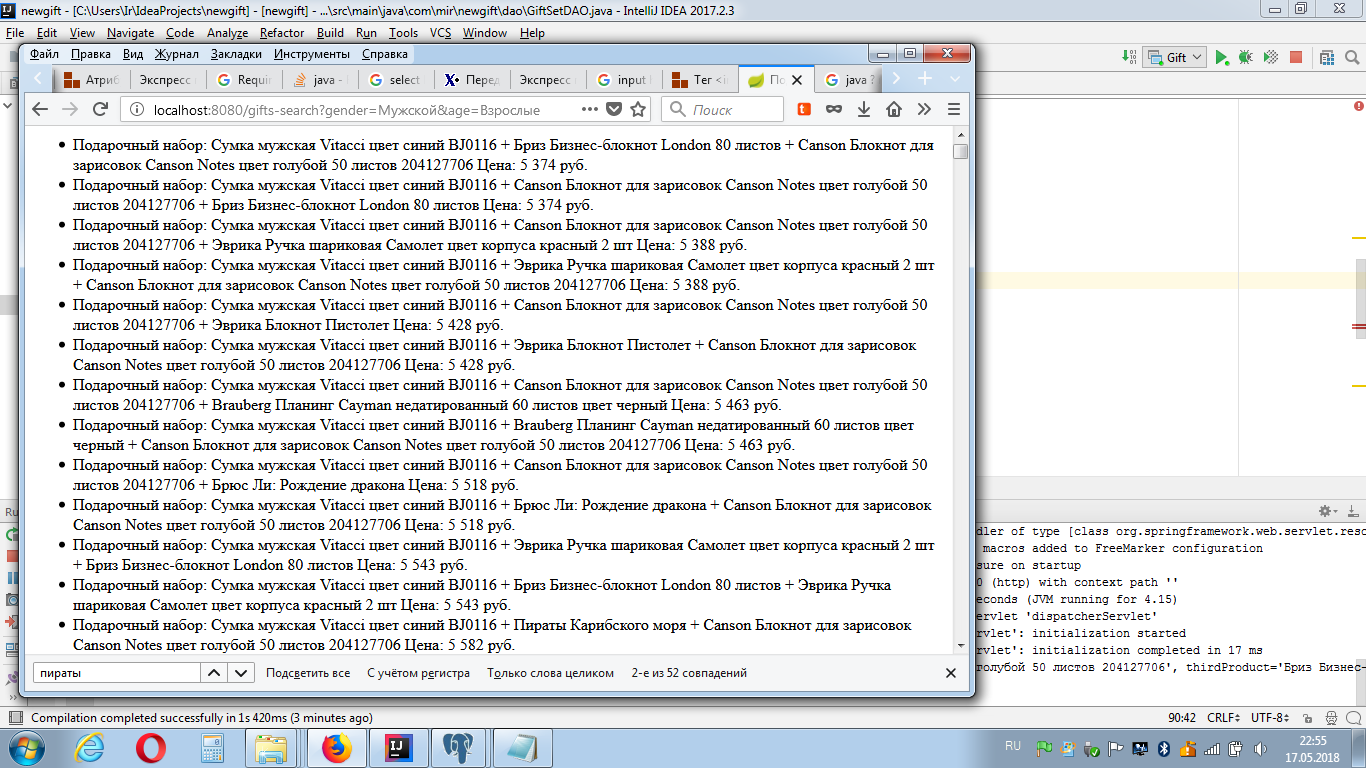 newgift - [C:\Users\Ir\IdeaProjects\newgift] - [newgift] - ...\src\main\java\com\mir\newgift\dao\GiftSetDAO.java - IntelliJ IDEA 2017.2.3
File Edit View Navigate Code Analyze Refactor Build Run Tools VCS Window Help
Файл Правка Вид Журнал Закладки Инструменты Справка
Gift
Атриб Экспресс Requir java - select Перед Экспресс input Тег <i По java ?
localhost:8080/gifts-search?gender=Мужской&age=Взрослые
Поиск
Подарочный набор: Сумка мужская Vitacci цвет синий BJ0116 + Бриз Бизнес-блокнот London 80 листов + Canson Блокнот для
зарисовок Canson Notes цвет голубой 50 листов 204127706 Цена: 5 374 руб.
Подарочный набор: Сумка мужская Vitacci цвет синий BJ0116 + Canson Блокнот для зарисовок Canson Notes цвет голубой 50
листов 204127706 + Бриз Бизнес-блокнот London 80 листов Цена: 5 374 руб.
Подарочный набор: Сумка мужская Vitacci цвет синий BJ0116 + Canson Блокнот для зарисовок Canson Notes цвет голубой 50
листов 204127706 + Эврика Ручка шариковая Самолет цвет корпуса красный 2 шт Цена: 5 388 руб.
Подарочный набор: Сумка мужская Vitacci цвет синий BJ0116 + Эврика Ручка шариковая Самолет цвет корпуса красный 2 шт
+ Canson Блокнот для зарисовок Canson Notes цвет голубой 50 листов 204127706 Цена: 5 388 руб.
Подарочный набор: Сумка мужская Vitacci цвет синий BJ0116 + Canson Блокнот для зарисовок Canson Notes цвет голубой 50
листов 204127706 + Эврика Блокнот Пистолет Цена: 5 428 руб.
Подарочный набор: Сумка мужская Vitacci цвет синий BJ0116 + Эврика Блокнот Пистолет + Canson Блокнот для зарисовок
Canson Notes цвет голубой 50 листов 204127706 Цена: 5 428 руб.
Подарочный набор: Сумка мужская Vitacci цвет синий BJ0116 + Canson Блокнот для зарисовок Canson Notes цвет голубой 50
листов 204127706 + Brauberg Планинг Cayman недатированный 60 листов цвет черный Цена: 5 463 руб.
Подарочный набор: Сумка мужская Vitacci цвет синий BJ0116 + Brauberg Планинг Cayman недатированный 60 листов цвет
черный + Canson Блокнот для зарисовок Canson Notes цвет голубой 50 листов 204127706 Цена: 5 463 руб.
Подарочный набор: Сумка мужская Vitacci цвет синий BJ0116 + Canson Блокнот для зарисовок Canson Notes цвет голубой 50
листов 204127706 + Брюс Ли: Рождение дракона Цена: 5 518 руб.
Подарочный набор: Сумка мужская Vitacci цвет синий BJ0116 + Брюс Ли: Рождение дракона + Canson Блокнот для зарисовок
Canson Notes цвет голубой 50 листов 204127706 Цена: 5 518 руб.
Подарочный набор: Сумка мужская Vitacci цвет синий BJ0116 + Эврика Ручка шариковая Самолет цвет корпуса красный 2 шт
+ Бриз Бизнес-блокнот London 80 листов Цена: 5 543 руб.
Подарочный набор: Сумка мужская Vitacci цвет синий BJ0116 + Бриз Бизнес-блокнот London 80 листов + Эврика Ручка
шариковая Самолет цвет корпуса красный 2 шт Цена: 5 543 руб.
Подарочный набор: Сумка мужская Vitacci цвет синий BJ0116 + Пираты Карибского моря + Canson Блокнот для зарисовок
Canson Notes цвет голубой 50 листов 204127706 Цена: 5 582 руб.
пираты Подсветить все С учётом регистра Только слова целиком 2-е из 52 совпадений
Ru
dler of type [class org.springframework.web.servlet.reso
macros added to FreeMarker configuration
sure on startup
0 (http) with context path ''
econds (JVM running for 4.15)
ervlet 'dispatcherServlet'
rvlet': initialization started
rvlet': initialization completed in 17 ms
голубой 50 листов 204127706', thirdProduct='Бриз Бизнес-
Compilation completed successfully in 1s 420ms (3 minutes ago)
90:42 CRLF UTF-8
RU
22:55
17.05.2018